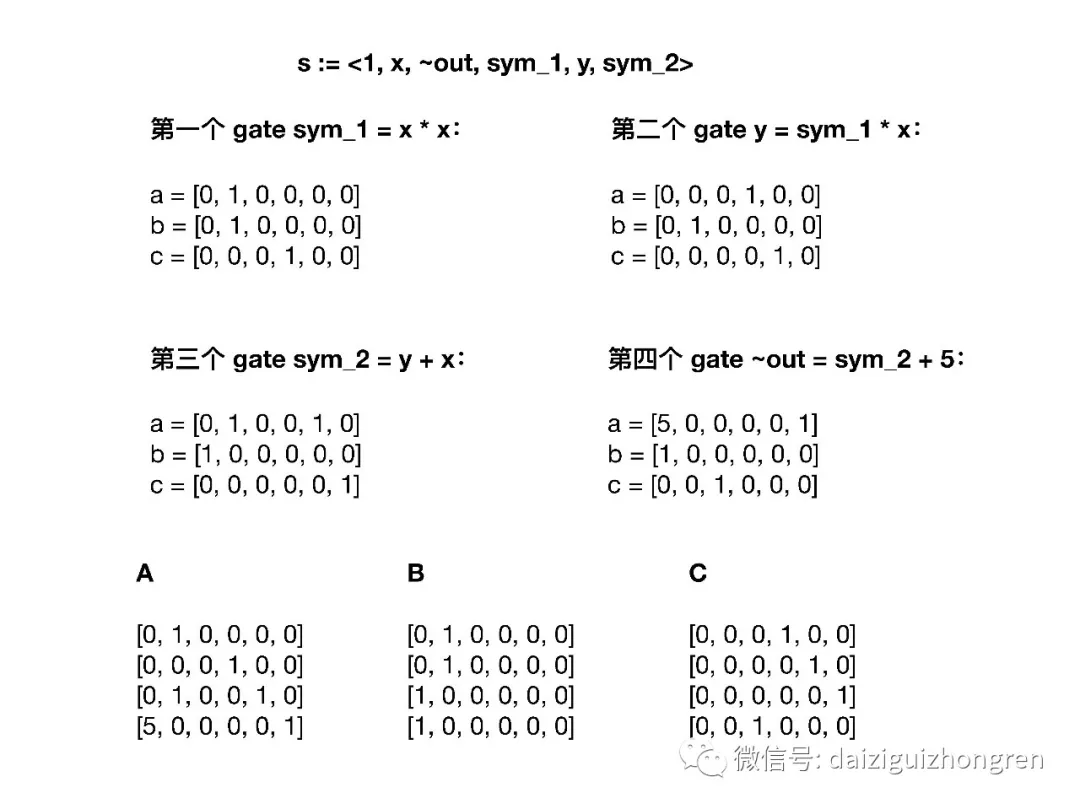 s := <1, x, ~out, sym_1, y, sym_2>
第一个 gate sym_1 = x * x:
a = [0, 1, 0, 0, 0, 0]
b = [0, 1, 0, 0, 0, 0]
c = [0, 0, 0, 1, 0, 0]
第二个 gate y = sym_1 * x:
a = [0, 0, 0, 1, 0, 0]
b = [0, 1, 0, 0, 0, 0]
c = [0, 0, 0, 0, 1, 0]
第三个 gate sym_2 = y + x:
a = [0, 1, 0, 0, 1, 0]
b = [1, 0, 0, 0, 0, 0]
c = [0, 0, 0, 0, 0, 1]
第四个 gate ~out = sym_2 + 5:
a = [5, 0, 0, 0, 0, 1]
b = [1, 0, 0, 0, 0, 0]
c = [0, 0, 1, 0, 0, 0]
A
[0, 1, 0, 0, 0, 0]
[0, 0, 0, 1, 0, 0]
[0, 1, 0, 0, 1, 0]
[5, 0, 0, 0, 0, 1]
B
[0, 1, 0, 0, 0, 0]
[0, 1, 0, 0, 0, 0]
[1, 0, 0, 0, 0, 0]
[1, 0, 0, 0, 0, 0]
C
[0, 0, 0, 1, 0, 0]
[0, 0, 0, 0, 1, 0]
[0, 0, 0, 0, 0, 1]
[0, 0, 1, 0, 0, 0]
微信号: daiziguizhongren